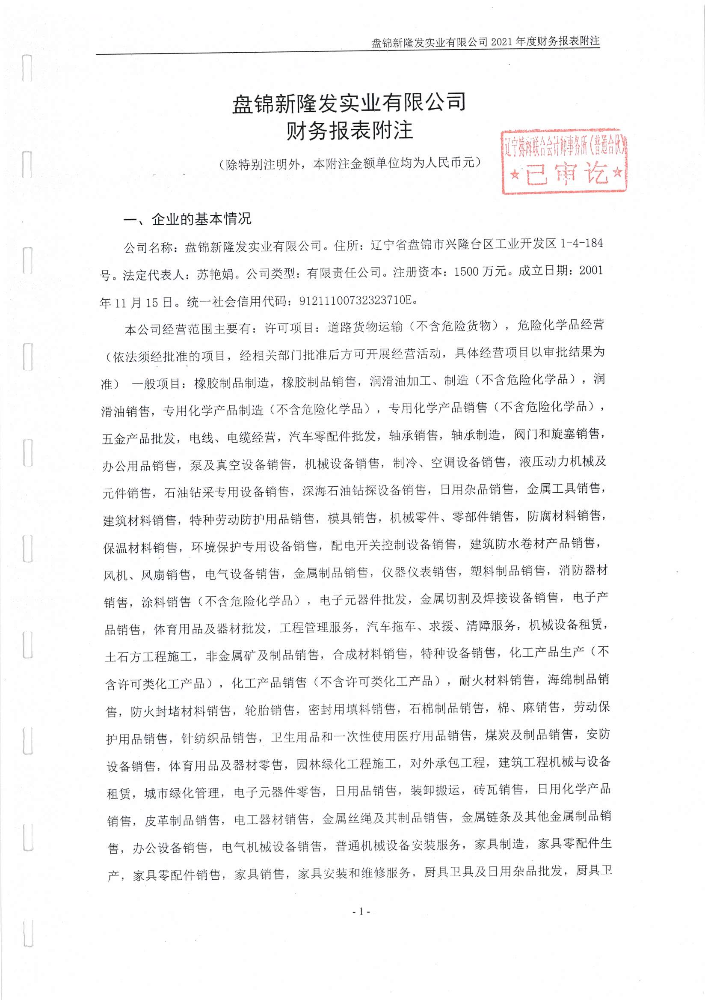 盘锦新隆发实业有限公司 2021 年度财务报表附注
盘锦新隆发实业有限公司
财务报表附注
（除特别注明外，本附注金额单位均为人民币元）
联合会计师事务所（普通合伙）
★已审讫★
一、企业的基本情况
公司名称：盘锦新隆发实业有限公司。住所：辽宁省盘锦市兴隆台区工业开发区 1-4-184
号。法定代表人：苏艳娟。公司类型：有限责任公司。注册资本：1500 万元。成立日期：2001
年 11 月 15 日。统一社会信用代码：91211100732323710E。
本公司经营范围主要有：许可项目：道路货物运输（不含危险货物），危险化学品经营
（依法须经批准的项目，经相关部门批准后方可开展经营活动，具体经营项目以审批结果为
准） 一般项目：橡胶制品制造，橡胶制品销售，润滑油加工、制造（不含危险化学品），润
滑油销售，专用化学产品制造（不含危险化学品），专用化学产品销售（不含危险化学品），
五金产品批发，电线、电缆经营，汽车零配件批发，轴承销售，轴承制造，阀门和旋塞销售，
办公用品销售，泵及真空设备销售，机械设备销售，制冷、空调设备销售，液压动力机械及
元件销售，石油钻采专用设备销售，深海石油钻探设备销售，日用杂品销售，金属工具销售，
建筑材料销售，特种劳动防护用品销售，模具销售，机械零件、零部件销售，防腐材料销售，
保温材料销售，环境保护专用设备销售，配电开关控制设备销售，建筑防水卷材产品销售，
风机、风扇销售，电气设备销售，金属制品销售，仪器仪表销售，塑料制品销售，消防器材
销售，涂料销售（不含危险化学品），电子元器件批发，金属切割及焊接设备销售，电子产
品销售，体育用品及器材批发，工程管理服务，汽车拖车、求援、清障服务，机械设备租赁，
土石方工程施工，非金属矿及制品销售，合成材料销售，特种设备销售，化工产品生产（不
含许可类化工产品），化工产品销售（不含许可类化工产品），耐火材料销售，海绵制品销
售，防火封堵材料销售，轮胎销售，密封用填料销售，石棉制品销售，棉、麻销售，劳动保
护用品销售，针纺织品销售，卫生用品和一次性使用医疗用品销售，煤炭及制品销售，安防
设备销售，体育用品及器材零售，园林绿化工程施工，对外承包工程，建筑工程机械与设备
租赁，城市绿化管理，电子元器件零售，日用品销售，装卸搬运，砖瓦销售，日用化学产品
销售，皮革制品销售，电工器材销售，金属丝绳及其制品销售，金属链条及其他金属制品销
售，办公设备销售，电气机械设备销售，普通机械设备安装服务，家具制造，家具零配件生
产，家具零配件销售，家具销售，家具安装和维修服务，厨具卫具及日用杂品批发，厨具卫
- 1 -